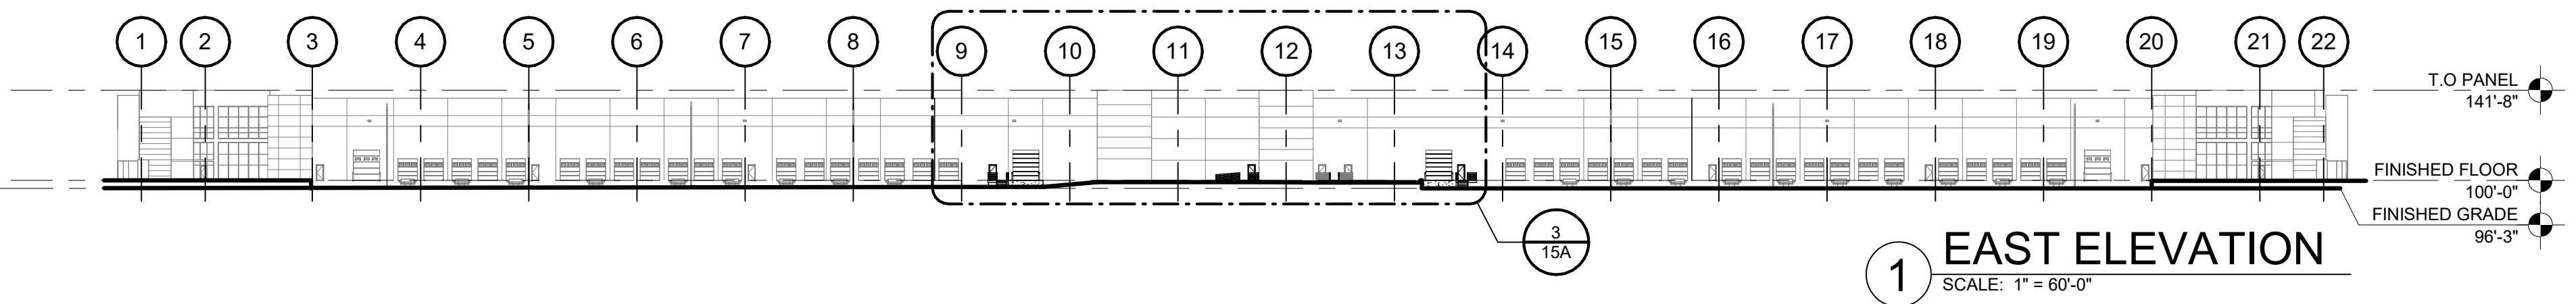 1 2 3 4 5 6 7 8 9 10 11 12 13 14 15 16 17 18 19 20 21 22
T.O PANEL
141'-8"
FINISHED FLOOR
100'-0"
FINISHED GRADE
96'-3"
3
15A
1 EAST ELEVATION
SCALE: 1" = 60'-0"